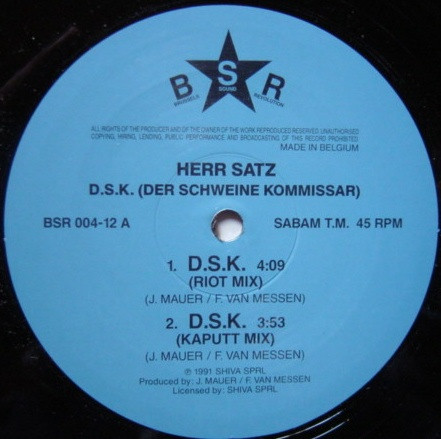 B S R
BRUSSELS SOUND REVOLUTION
ALL RIGHTS OF THE PRODUCER AND OF THE OWNER OF THE WORK REPRODUCED RESERVED. UNAUTHORISED
COPYING, HIRING, LENDING, PUBLIC PERFORMANCE AND BROADCASTING OF THIS RECORD PROHIBITED.
MADE IN BELGIUM
HERR SATZ
D.S.K. (DER SCHWEINE KOMMISSAR)
BSR 004-12 A SABAM T.M. 45 RPM
1. D.S.K. 4:09
(RIOT MIX)
(J. MAUER / F. VAN MESSEN)
2. D.S.K. 3:53
(KAPUTT MIX)
(J. MAUER / F. VAN MESSEN)
℗ 1991 SHIVA SPRL
Produced by: J. MAUER / F. VAN MESSEN
Licensed by: SHIVA SPRL